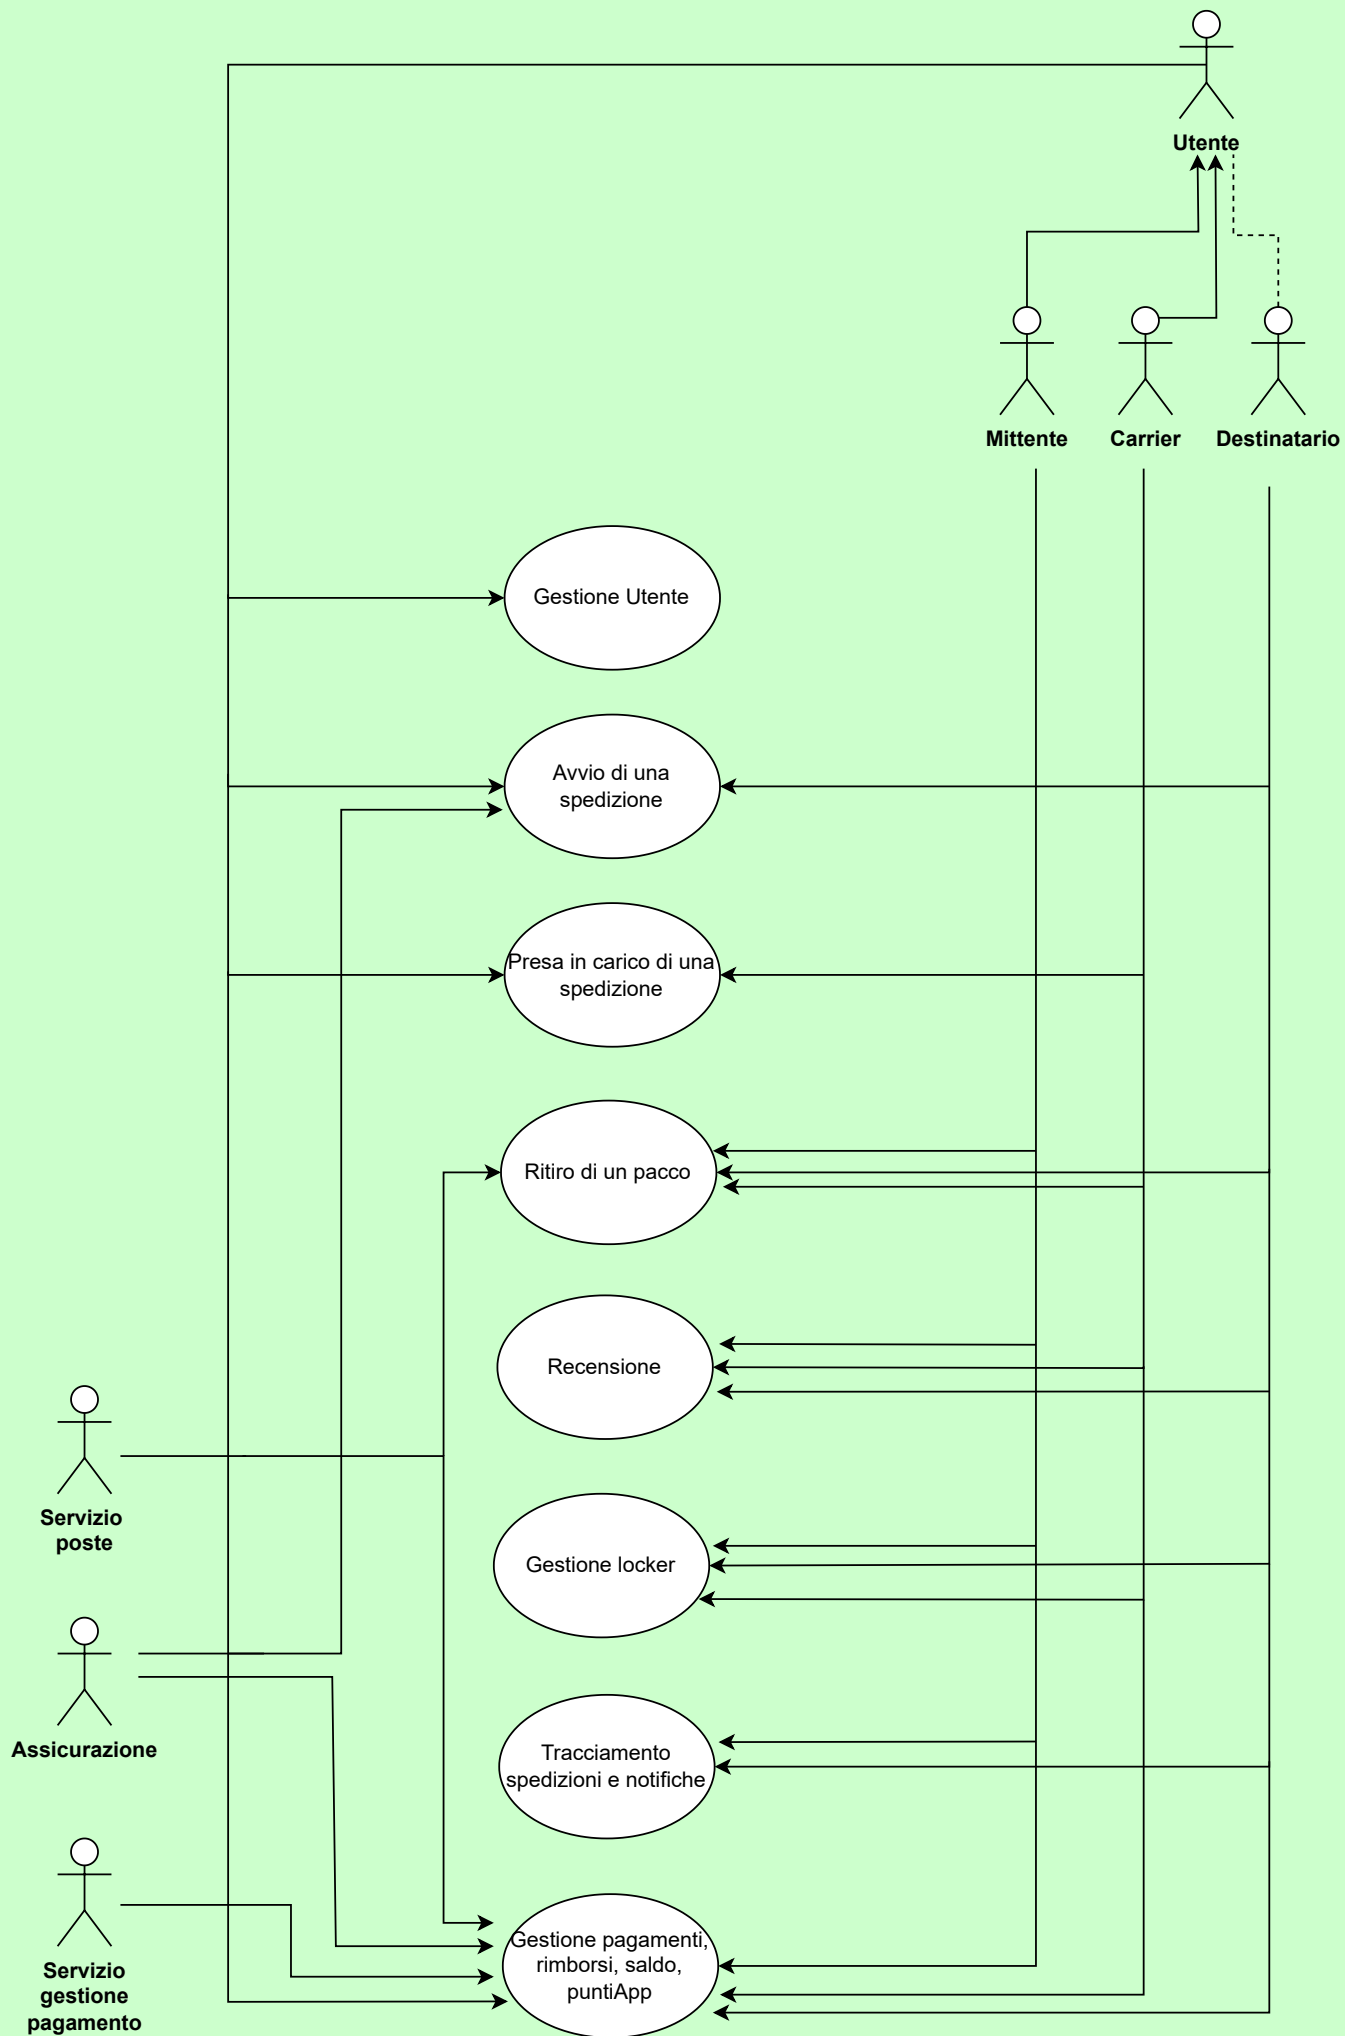 Utente
Mittente
Carrier
Destinatario
Gestione Utente
Avvio di una
spedizione
Presa in carico di una
spedizione
Ritiro di un pacco
Recensione
Servizio
poste
Gestione locker
Assicurazione
Tracciamento
spedizioni e notifiche
Gestione pagamenti,
rimborsi, saldo,
puntiApp
Servizio
gestione
pagamento